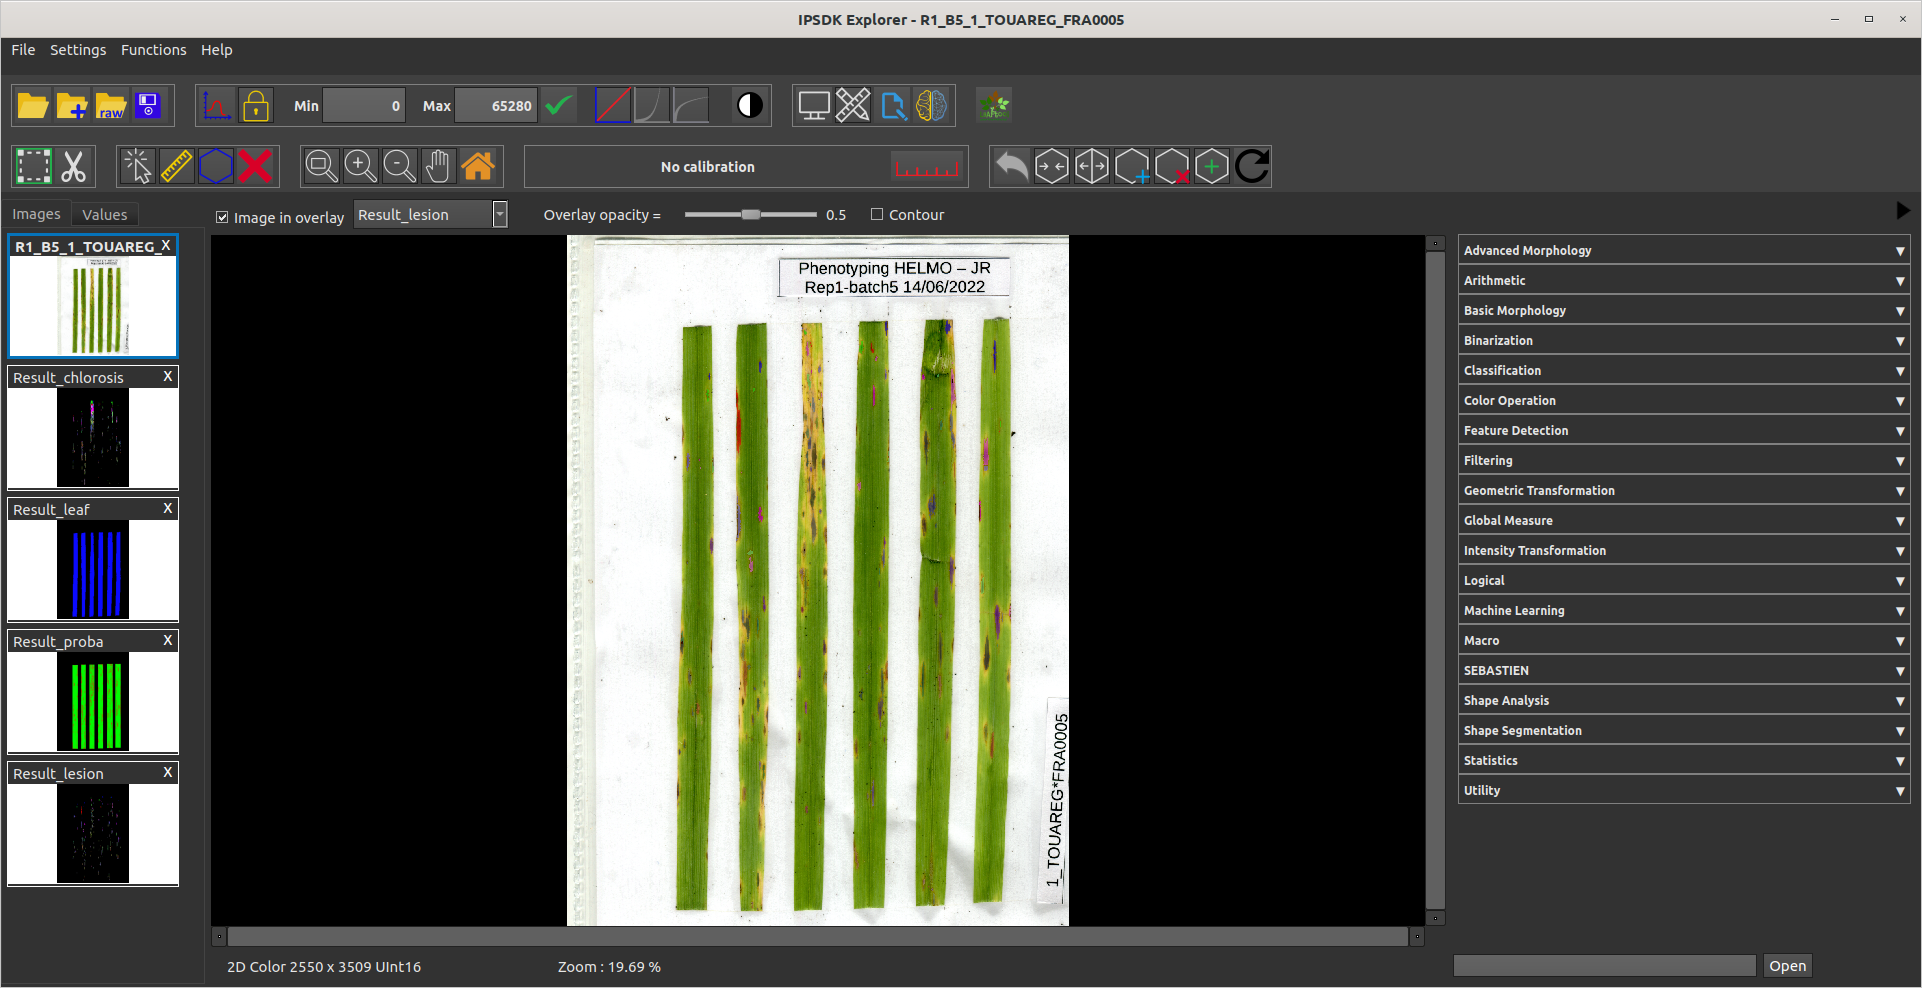 IPSDK Explorer - R1_B5_1_TOUAREG_FRA0005
File Settings Functions Help
raw
Min 0 Max 65280
No calibration
Images Values
Image in overlay Result_lesion Overlay opacity = 0.5 Contour
R1_B5_1_TOUAREG_ X
Result_chlorosis X
Result_leaf X
Result_proba X
Result_lesion X
Phenotyping HELMO – JR
Rep1-batch5 14/06/2022
1_TOUAREG*FRA0005
Advanced Morphology
Arithmetic
Basic Morphology
Binarization
Classification
Color Operation
Feature Detection
Filtering
Geometric Transformation
Global Measure
Intensity Transformation
Logical
Machine Learning
Macro
SEBASTIEN
Shape Analysis
Shape Segmentation
Statistics
Utility
2D Color 2550 x 3509 UInt16 Zoom : 19.69 %
Open